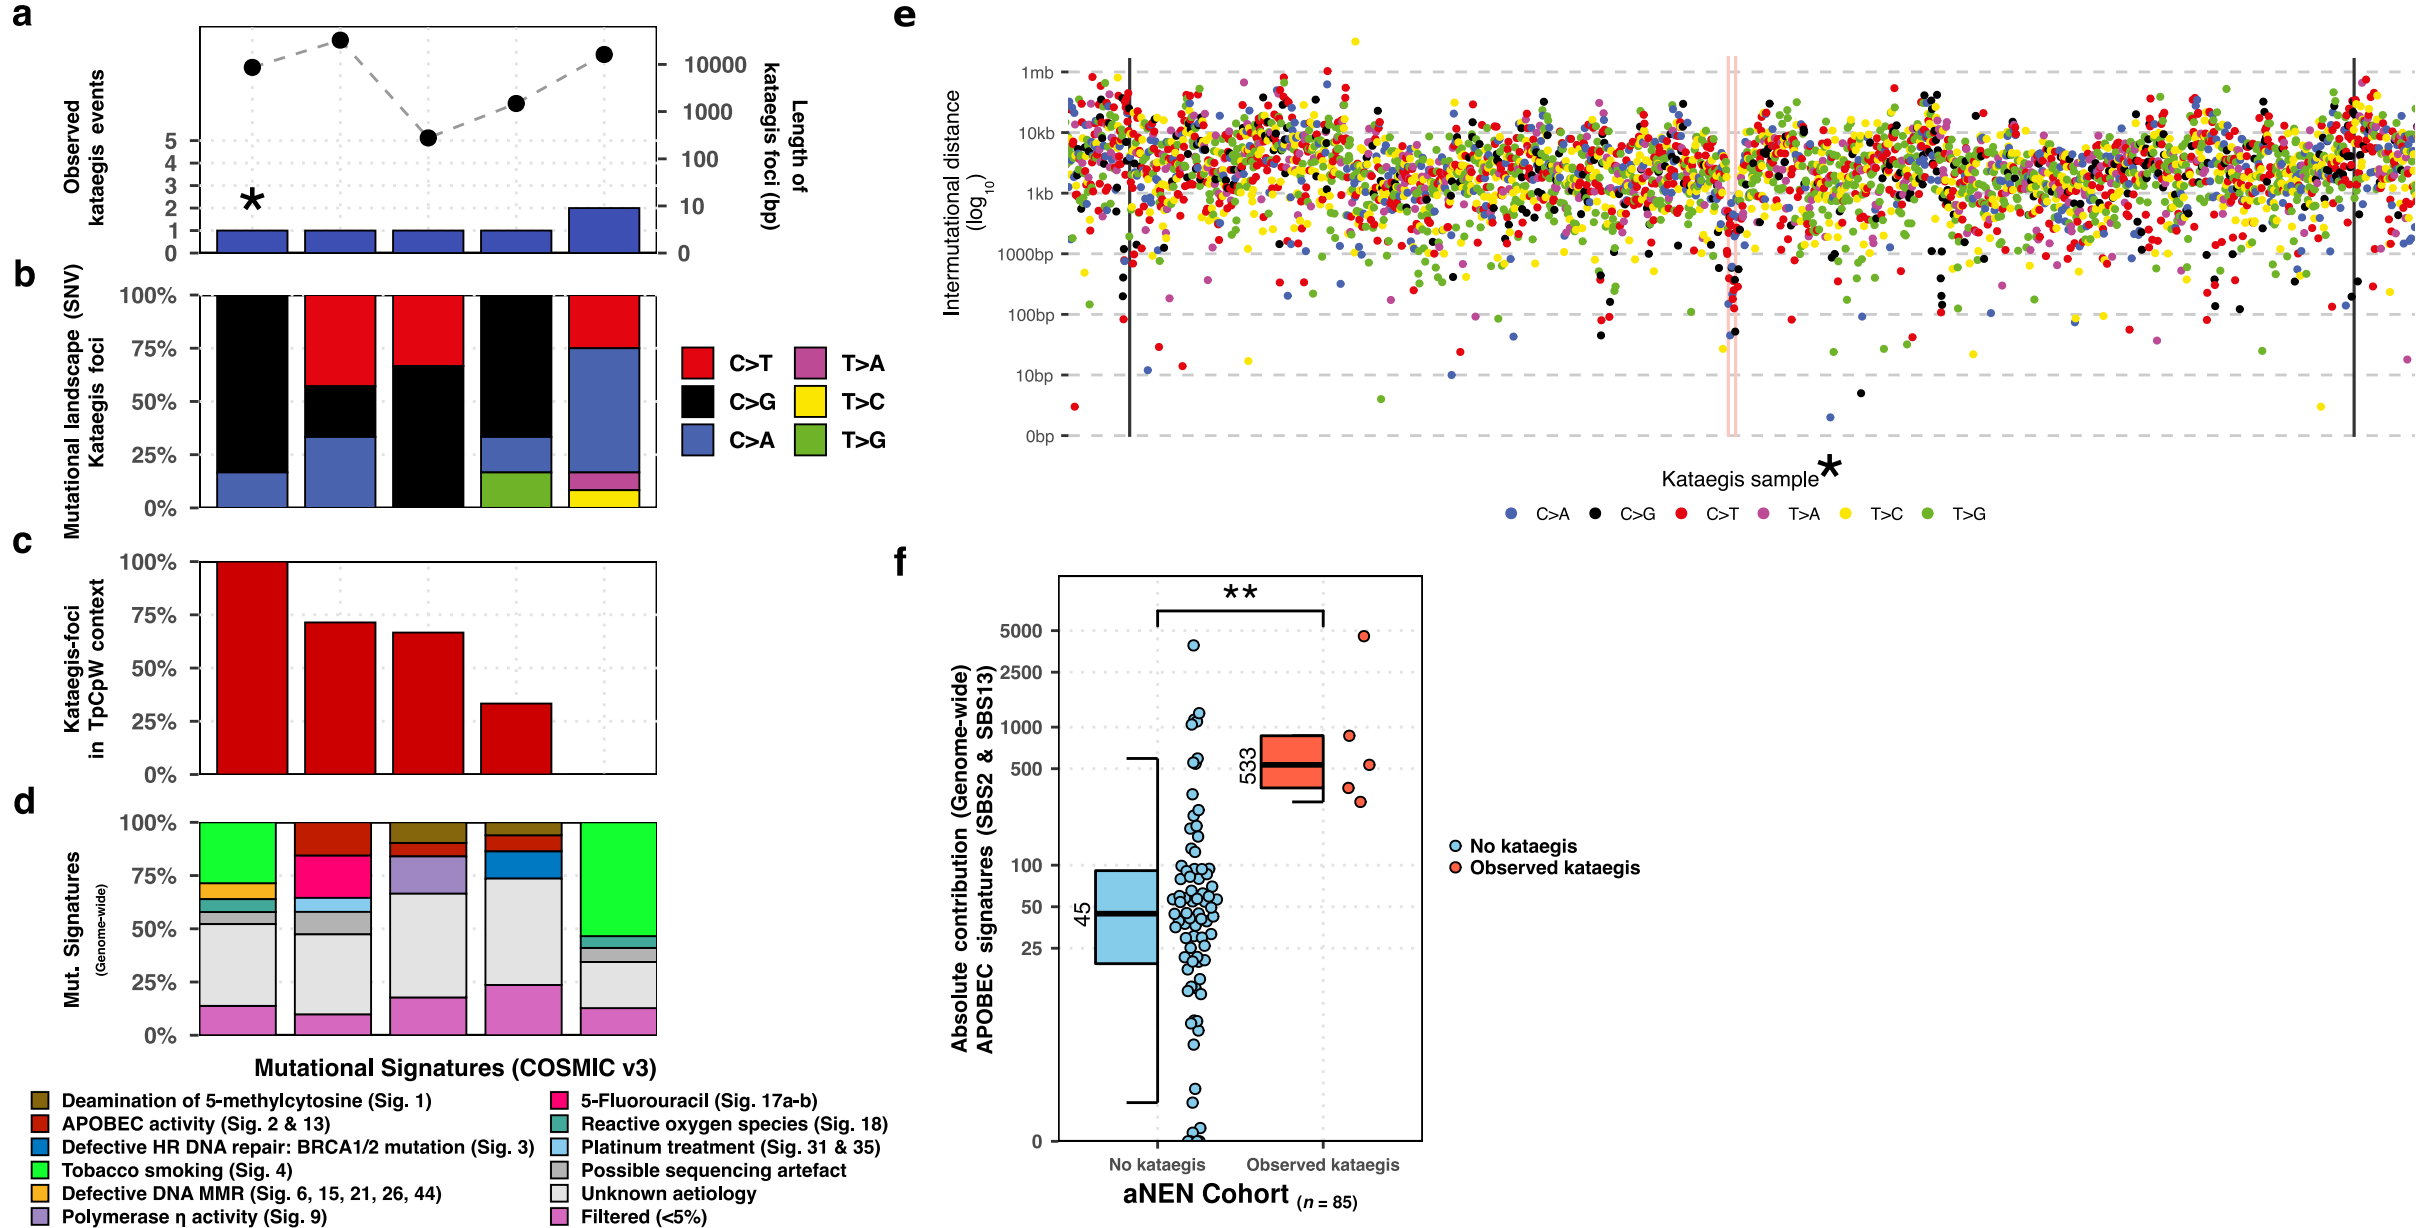 a
Observed
kataegis events
5
4
3
2
1
0
*
10000
1000
100
10
0
Length of
kataegis foci (bp)
b
Mutational landscape (SNV)
Kataegis foci
100%
75%
50%
25%
0%
C>T
C>G
C>A
T>A
T>C
T>G
c
Kataegis-foci
in TpCpW context
100%
75%
50%
25%
0%
d
Mut. Signatures
(Genome-wide)
100%
75%
50%
25%
0%
Mutational Signatures (COSMIC v3)
Deamination of 5-methylcytosine (Sig. 1)
APOBEC activity (Sig. 2 & 13)
Defective HR DNA repair: BRCA1/2 mutation (Sig. 3)
Tobacco smoking (Sig. 4)
Defective DNA MMR (Sig. 6, 15, 21, 26, 44)
Polymerase η activity (Sig. 9)
5-Fluorouracil (Sig. 17a-b)
Reactive oxygen species (Sig. 18)
Platinum treatment (Sig. 31 & 35)
Possible sequencing artefact
Unknown aetiology
Filtered (<5%)
e
Intermutational distance
(log10)
1mb
10kb
1kb
1000bp
100bp
10bp
0bp
Kataegis sample*
C>A C>G C>T T>A T>C T>G
f
Absolute contribution (Genome-wide)
APOBEC signatures (SBS2 & SBS13)
5000
2500
1000
500
100
50
25
0
**
45
533
No kataegis
Observed kataegis
No kataegis Observed kataegis
aNEN Cohort (n = 85)